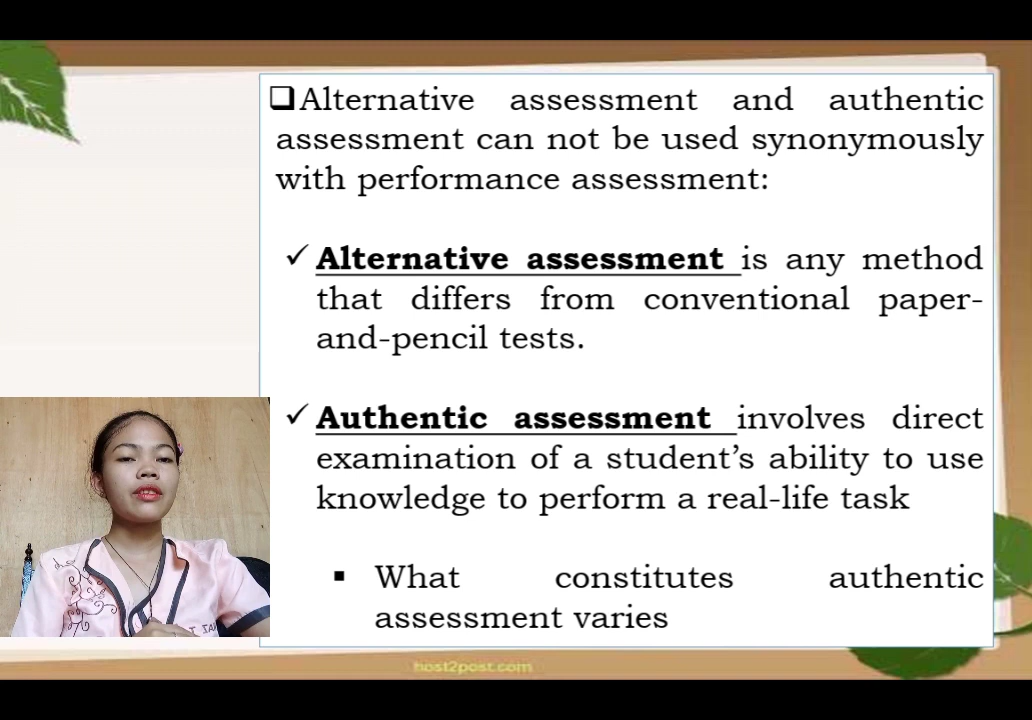 ❑Alternative assessment and authentic
assessment can not be used synonymously
with performance assessment:
✓ Alternative assessment is any method
that differs from conventional paper-
and-pencil tests.
✓ Authentic assessment involves direct
examination of a student's ability to use
knowledge to perform a real-life task
▪ What constitutes authentic
assessment varies
host2post.com